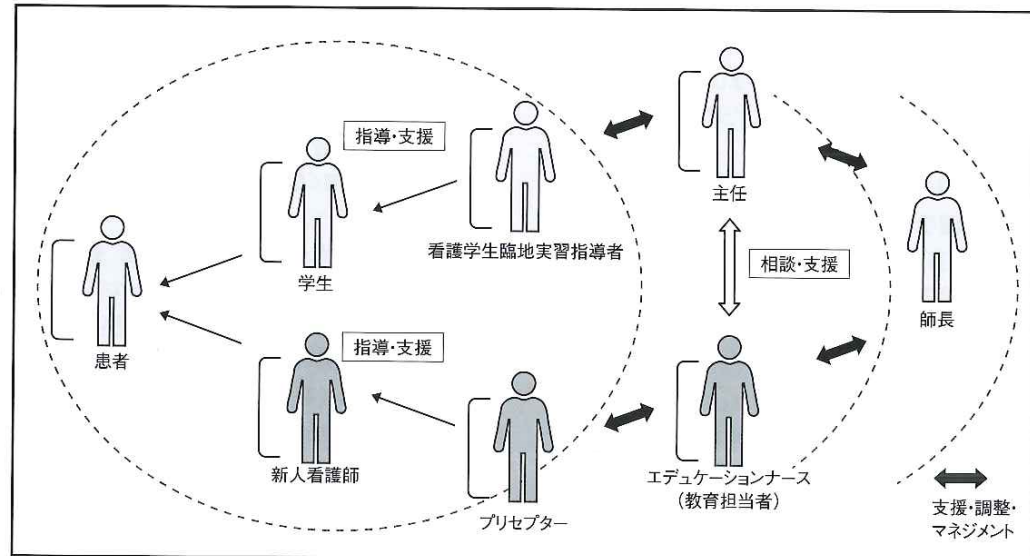 主任
指導・支援
看護学生臨地実習指導者
学生
相談・支援
師長
患者
指導・支援
新人看護師
プリセプター
エデュケーションナース
(教育担当者)
支援・調整・
マネジメント